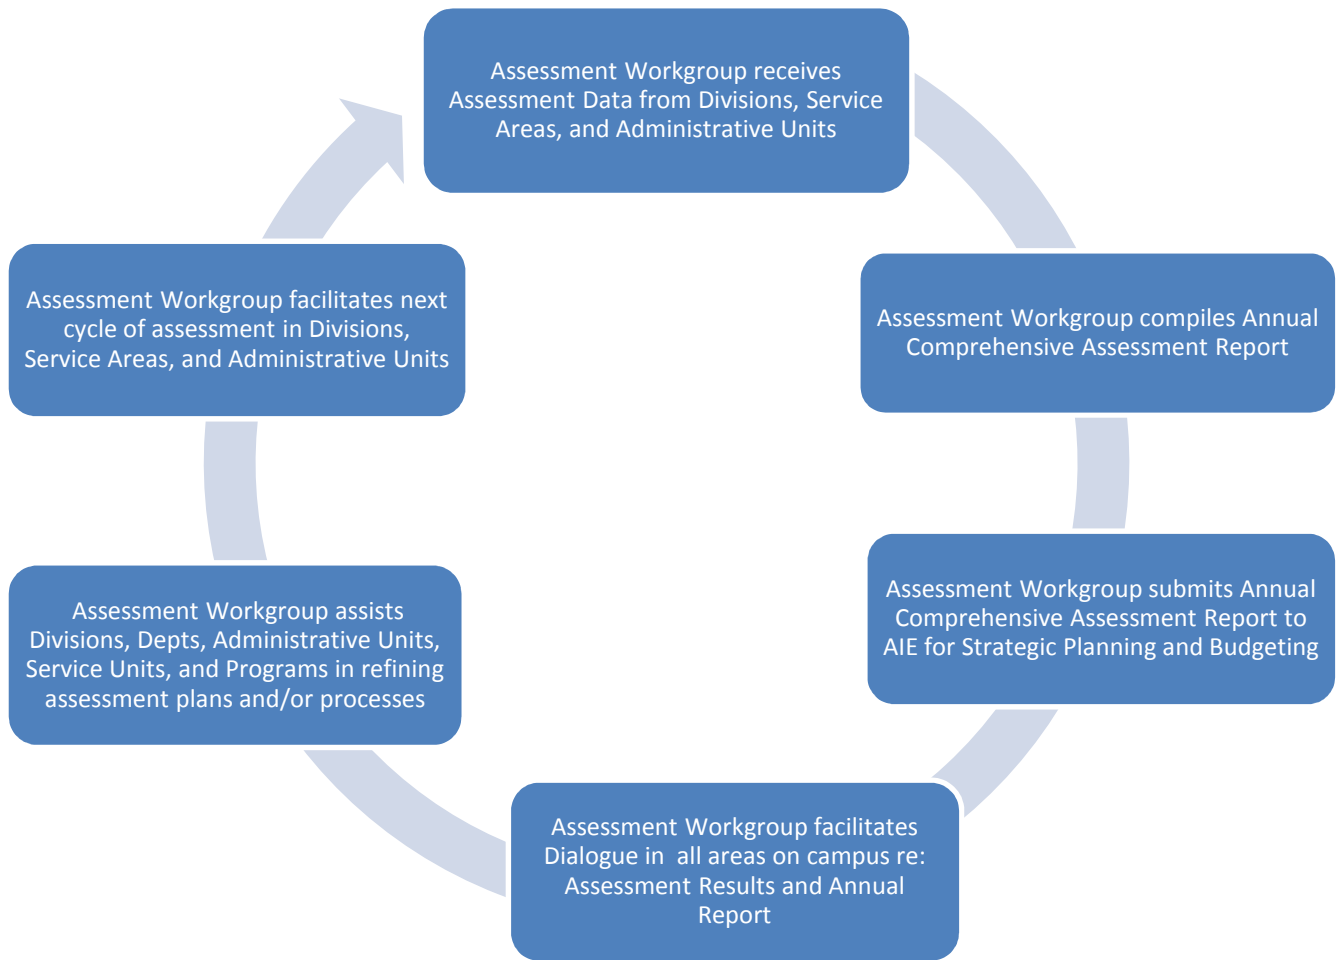 Assessment Workgroup receives
Assessment Data from Divisions, Service
Areas, and Administrative Units
Assessment Workgroup compiles Annual
Comprehensive Assessment Report
Assessment Workgroup submits Annual
Comprehensive Assessment Report to
AIE for Strategic Planning and Budgeting
Assessment Workgroup facilitates
Dialogue in  all areas on campus re:
Assessment Results and Annual
Report
Assessment Workgroup assists
Divisions, Depts, Administrative Units,
Service Units, and Programs in refining
assessment plans and/or processes
Assessment Workgroup facilitates next
cycle of assessment in Divisions,
Service Areas, and Administrative Units